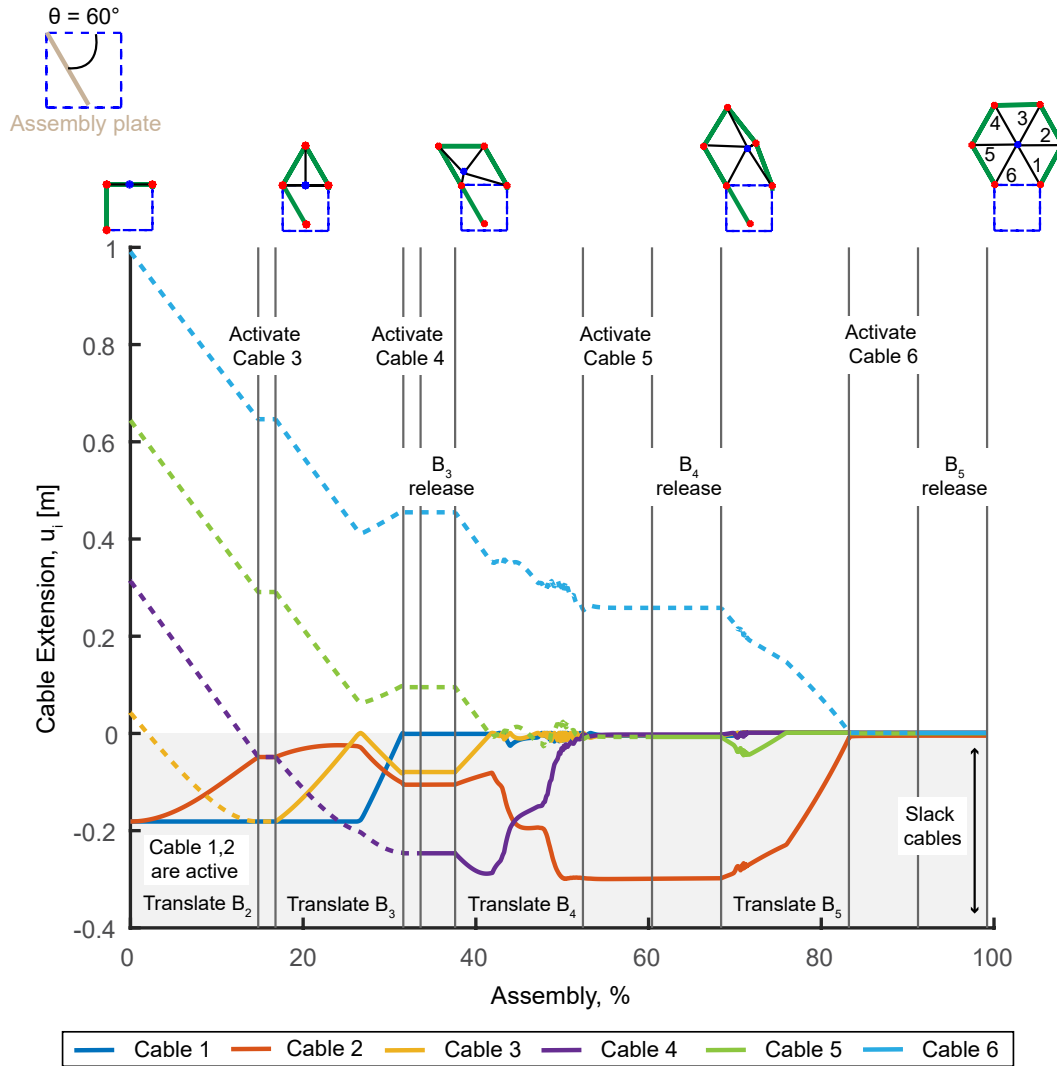 θ = 60°
Assembly plate
4 3 2
5 6 1
Activate Cable 3
Activate Cable 4
Activate Cable 5
Activate Cable 6
B3 release
B4 release
B5 release
Cable 1,2 are active
Slack cables
Translate B2
Translate B3
Translate B4
Translate B5
1
0.8
0.6
0.4
0.2
0
-0.2
-0.4
Cable Extension, u_i [m]
0 20 40 60 80 100
Assembly, %
Cable 1 Cable 2 Cable 3 Cable 4 Cable 5 Cable 6